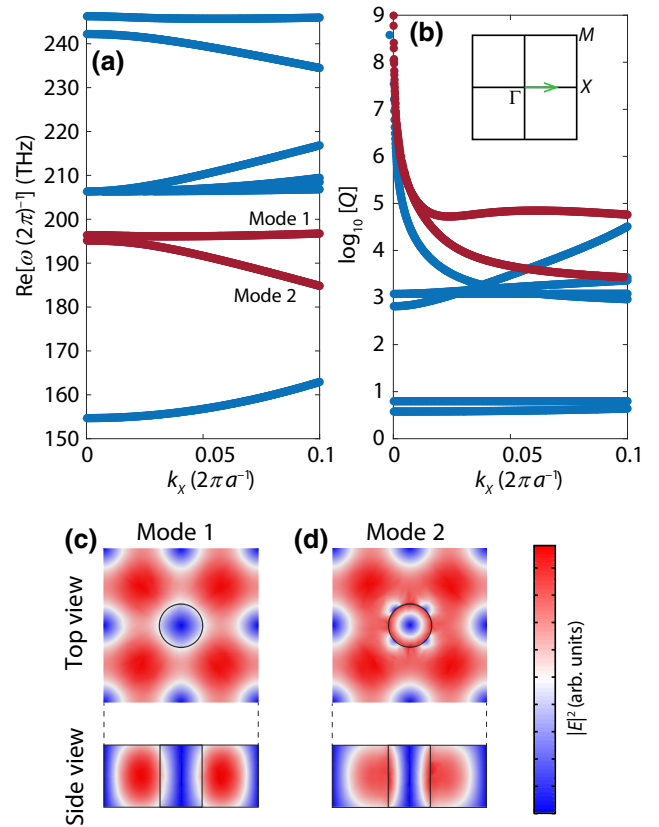 (a)
Re[ω (2π)⁻¹] (THz)
240
230
220
210
200
190
180
170
160
150
Mode 1
Mode 2
0
0.05
0.1
kₓ (2πa⁻¹)
(b)
log₁₀ [Q]
9
8
7
6
5
4
3
2
1
0
M
Γ
X
0
0.05
0.1
kₓ (2πa⁻¹)
(c)
Mode 1
(d)
Mode 2
Top view
Side view
|E|² (arb. units)